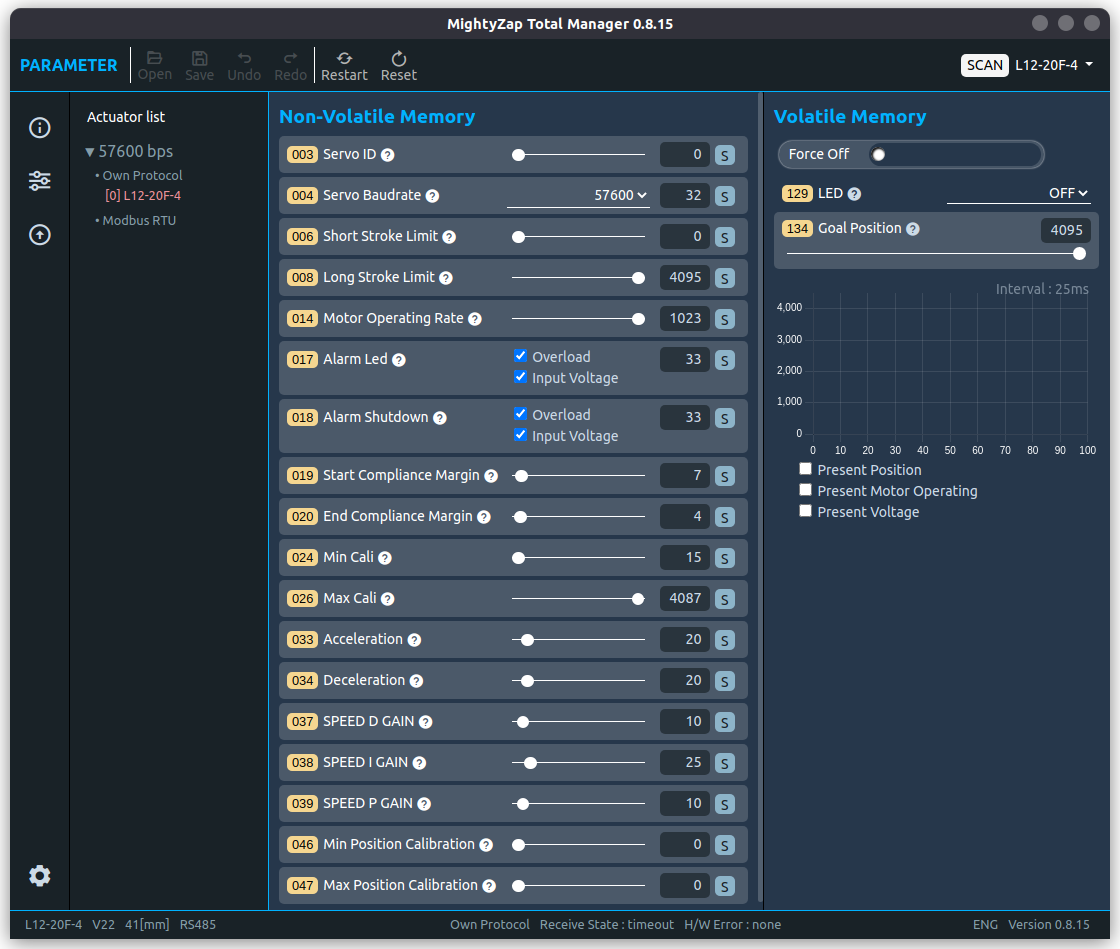 MightyZap Total Manager 0.8.15
PARAMETER Open Save Undo Redo Restart Reset SCAN L12-20F-4
Actuator list
57600 bps
• Own Protocol
[0] L12-20F-4
• Modbus RTU
Non-Volatile Memory
003 Servo ID ? 0 S
004 Servo Baudrate ? 57600 32 S
006 Short Stroke Limit ? 0 S
008 Long Stroke Limit ? 4095 S
014 Motor Operating Rate ? 1023 S
017 Alarm Led ? Overload 33 S
Input Voltage
018 Alarm Shutdown ? Overload 33 S
Input Voltage
019 Start Compliance Margin ? 7 S
020 End Compliance Margin ? 4 S
024 Min Cali ? 15 S
026 Max Cali ? 4087 S
033 Acceleration ? 20 S
034 Deceleration ? 20 S
037 SPEED D GAIN ? 10 S
038 SPEED I GAIN ? 25 S
039 SPEED P GAIN ? 10 S
046 Min Position Calibration ? 0 S
047 Max Position Calibration ? 0 S
Volatile Memory
Force Off
129 LED ? OFF
134 Goal Position ? 4095
Interval : 25ms
4,000
3,000
2,000
1,000
0
0 10 20 30 40 50 60 70 80 90 100
Present Position
Present Motor Operating
Present Voltage
L12-20F-4 V22 41[mm] RS485 Own Protocol Receive State : timeout H/W Error : none ENG Version 0.8.15